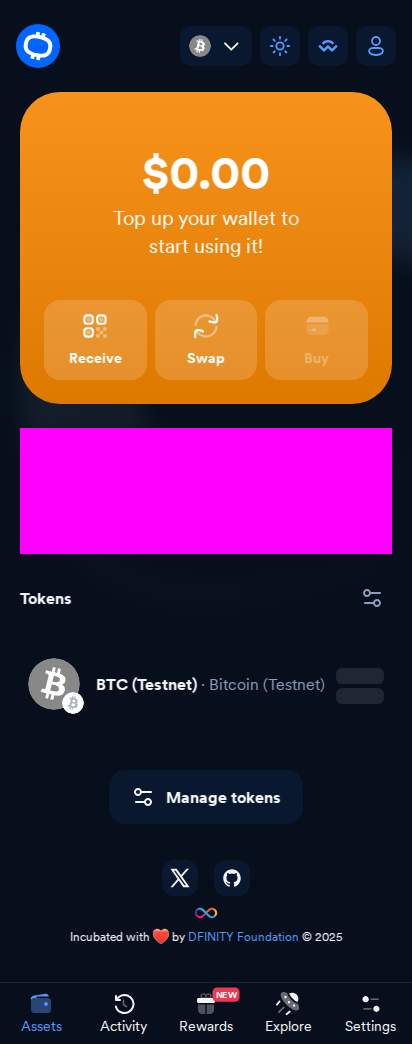 $0.00
Top up your wallet to
start using it!
Receive
Swap
Buy
Tokens
BTC (Testnet) · Bitcoin (Testnet)
Manage tokens
Incubated with ❤️ by DFINITY Foundation © 2025
NEW
Assets
Activity
Rewards
Explore
Settings